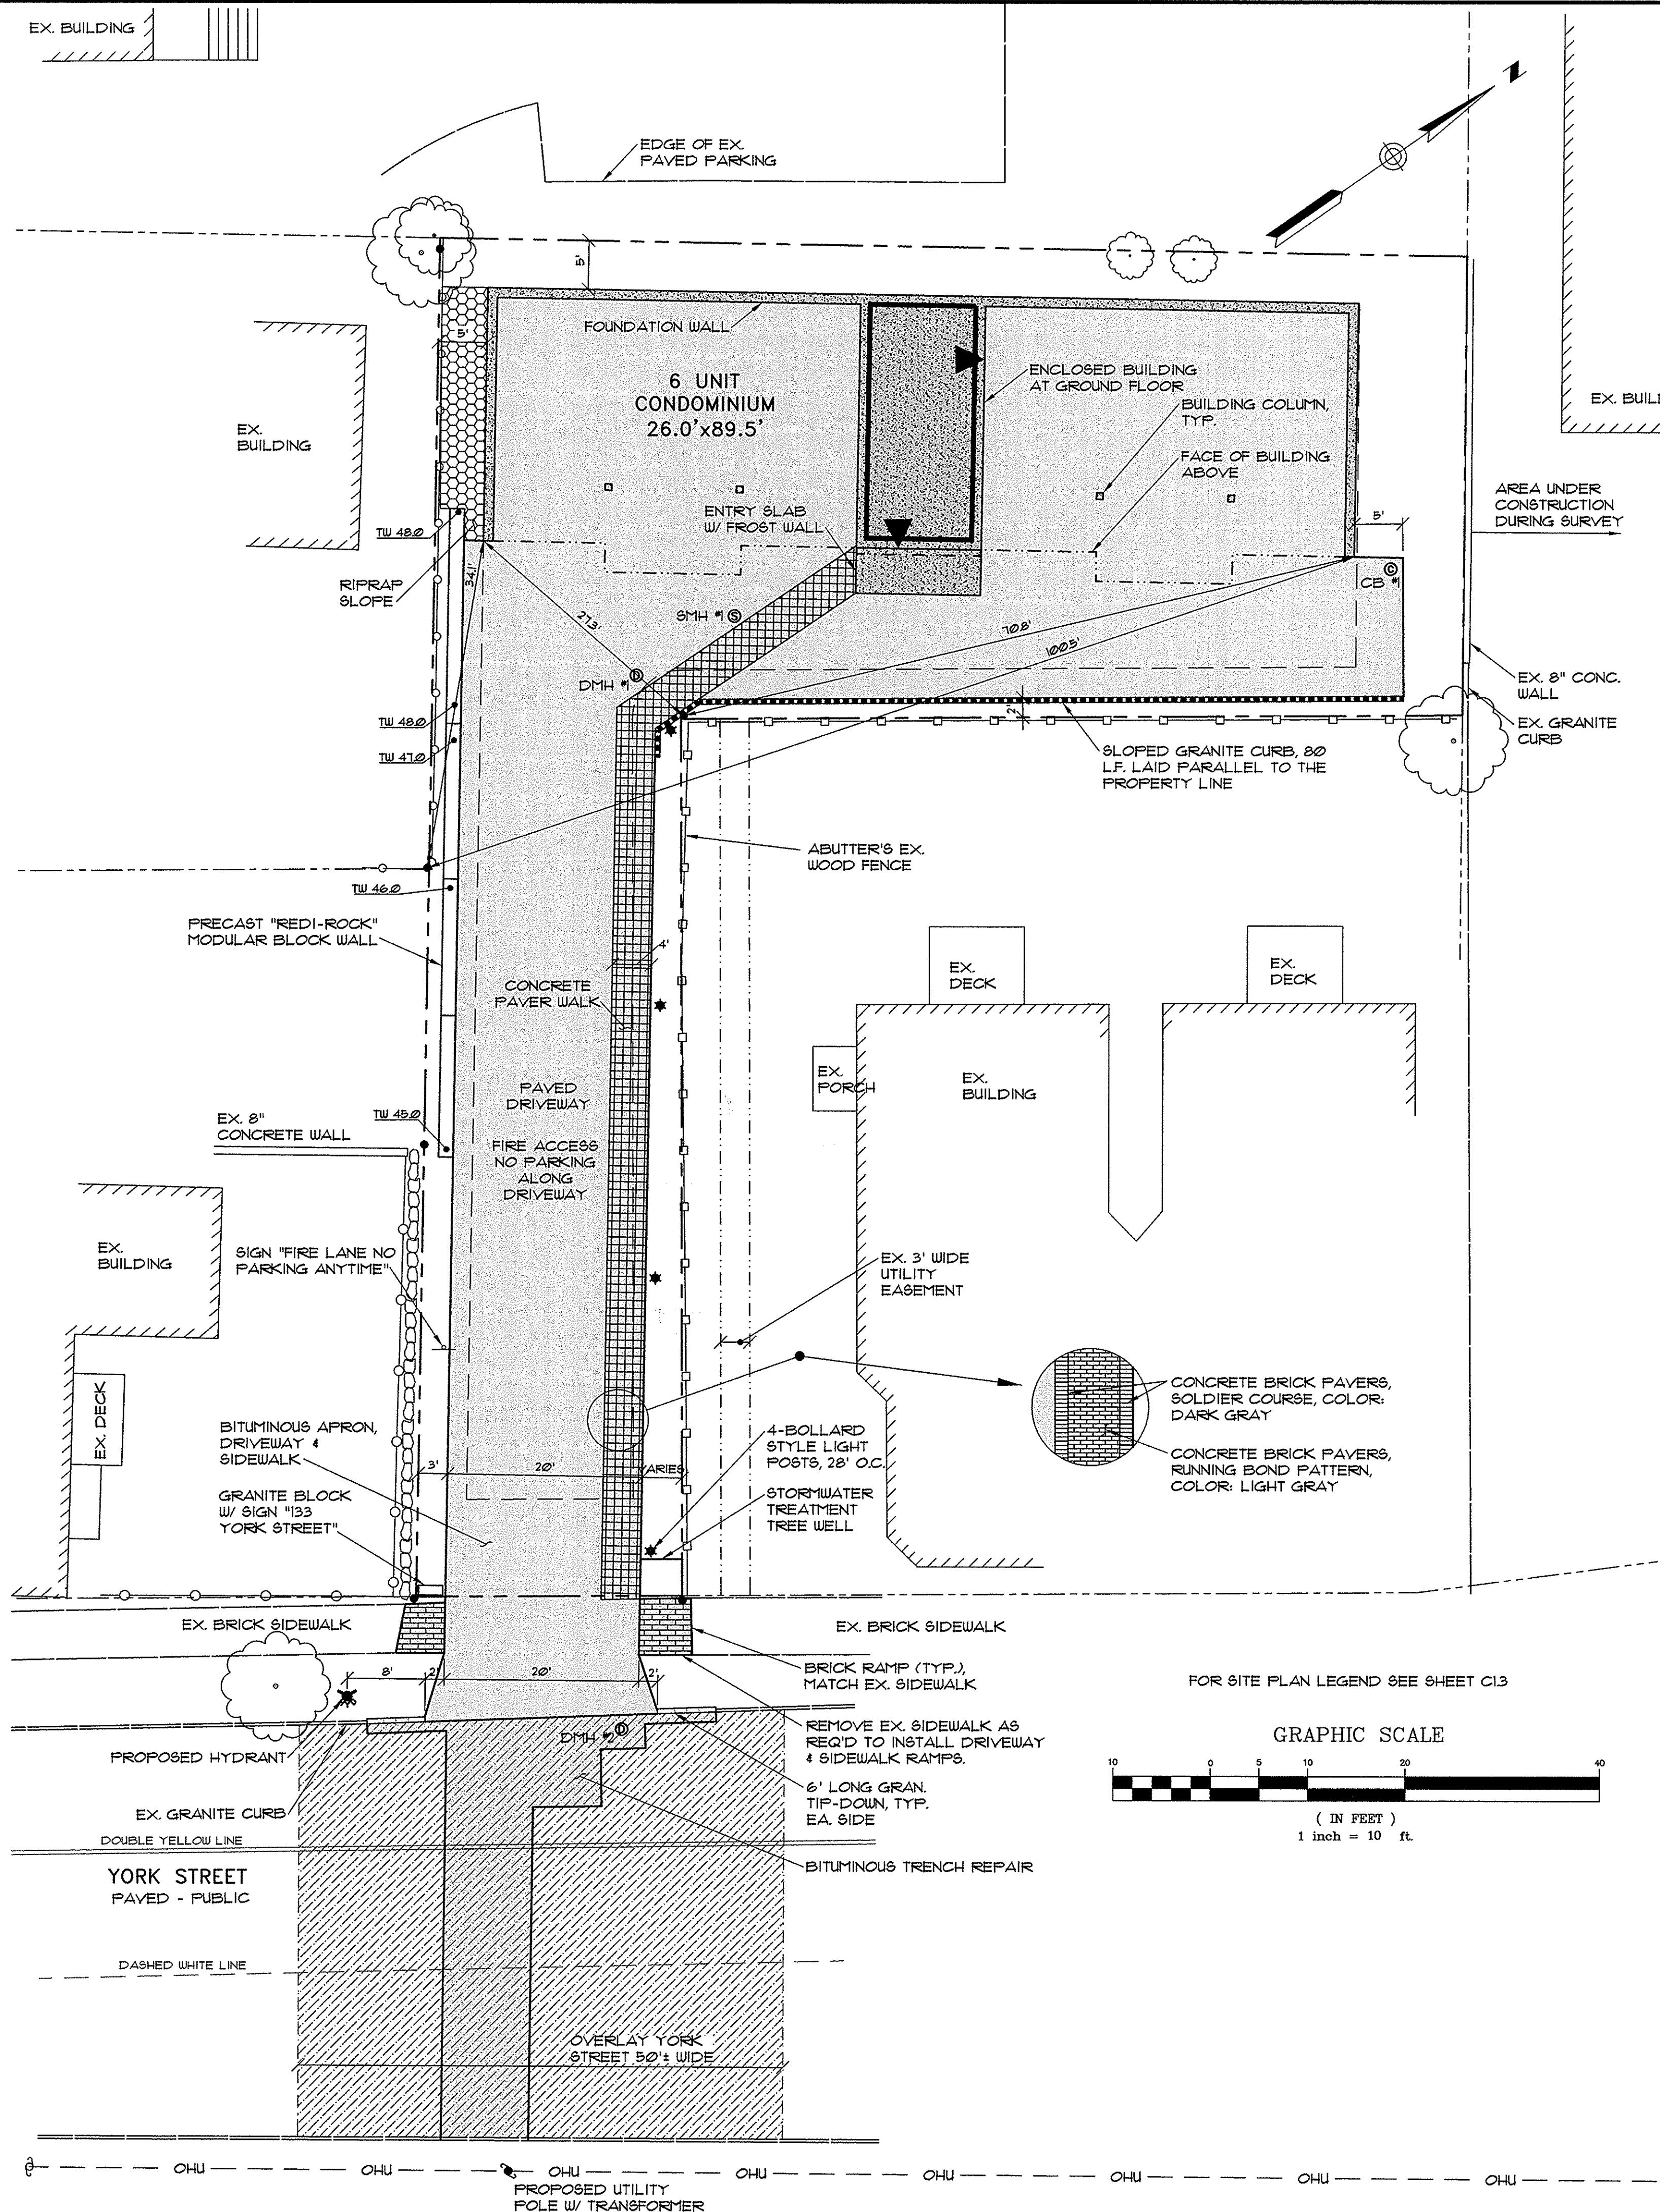 EX. BUILDING
N
EDGE OF EX.
PAVED PARKING
5'
FOUNDATION WALL
5'
6 UNIT
CONDOMINIUM
26.0'x89.5'
ENCLOSED BUILDING
AT GROUND FLOOR
BUILDING COLUMN,
TYP.
EX.
BUILDING
FACE OF BUILDING
ABOVE
AREA UNDER
CONSTRUCTION
DURING SURVEY
ENTRY SLAB
W/ FROST WALL
5'
TW 48.0
34.1'
RIPRAP
SLOPE
CB #1
27.3'
SMH #1
70.8'
100.5'
DMH #1
EX. 8" CONC.
WALL
2'
TW 48.0
EX. GRANITE
CURB
TW 47.0
SLOPED GRANITE CURB, 80
L.F. LAID PARALLEL TO THE
PROPERTY LINE
ABUTTER'S EX.
WOOD FENCE
TW 46.0
PRECAST "REDI-ROCK"
MODULAR BLOCK WALL
4'
EX.
DECK
EX.
DECK
CONCRETE
PAVER WALK
EX.
PORCH
EX.
BUILDING
PAVED
DRIVEWAY
EX. 8"
CONCRETE WALL
TW 45.0
FIRE ACCESS
NO PARKING
ALONG
DRIVEWAY
EX.
BUILDING
SIGN "FIRE LANE NO
PARKING ANYTIME"
EX. 3' WIDE
UTILITY
EASEMENT
EX. DECK
CONCRETE BRICK PAVERS,
SOLDIER COURSE, COLOR:
DARK GRAY
BITUMINOUS APRON,
DRIVEWAY &
SIDEWALK
4-BOLLARD
STYLE LIGHT
POSTS, 28' O.C.
CONCRETE BRICK PAVERS,
RUNNING BOND PATTERN,
COLOR: LIGHT GRAY
3'
20'
VARIES
GRANITE BLOCK
W/ SIGN "133
YORK STREET"
STORMWATER
TREATMENT
TREE WELL
EX. BRICK SIDEWALK
EX. BRICK SIDEWALK
8'
2'
20'
2'
BRICK RAMP (TYP.),
MATCH EX. SIDEWALK
FOR SITE PLAN LEGEND SEE SHEET C1.3
DMH #2
REMOVE EX. SIDEWALK AS
REQ'D TO INSTALL DRIVEWAY
& SIDEWALK RAMPS.
GRAPHIC SCALE
PROPOSED HYDRANT
10 0 5 10 20 40
6' LONG GRAN.
TIP-DOWN, TYP.
EA. SIDE
EX. GRANITE CURB
( IN FEET )
1 inch = 10 ft.
DOUBLE YELLOW LINE
BITUMINOUS TRENCH REPAIR
YORK STREET
PAVED - PUBLIC
DASHED WHITE LINE
OVERLAY YORK
STREET 50'± WIDE
OHU OHU OHU OHU OHU OHU OHU OHU
PROPOSED UTILITY
POLE W/ TRANSFORMER